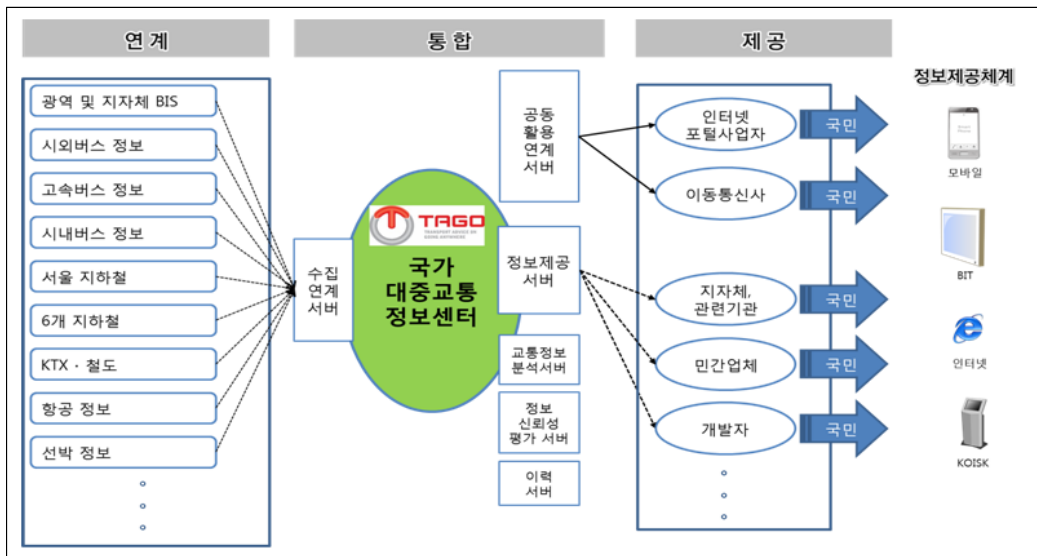 연 계
통 합
제 공
광역 및 지자체 BIS
시외버스 정보
고속버스 정보
시내버스 정보
서울 지하철
6개 지하철
KTX · 철도
항공 정보
선박 정보
수집
연계
서버
TAGO
TRANSPORT ADVICE ON
GOING ANYWHERE
국가
대중교통
정보센터
공동
활용
연계
서버
정보제공
서버
교통정보
분석서버
정보
신뢰성
평가 서버
이력
서버
인터넷
포털사업자
이동통신사
지자체,
관련기관
민간업체
개발자
국민
국민
국민
국민
국민
정보제공체계
모바일
BIT
인터넷
KOISK